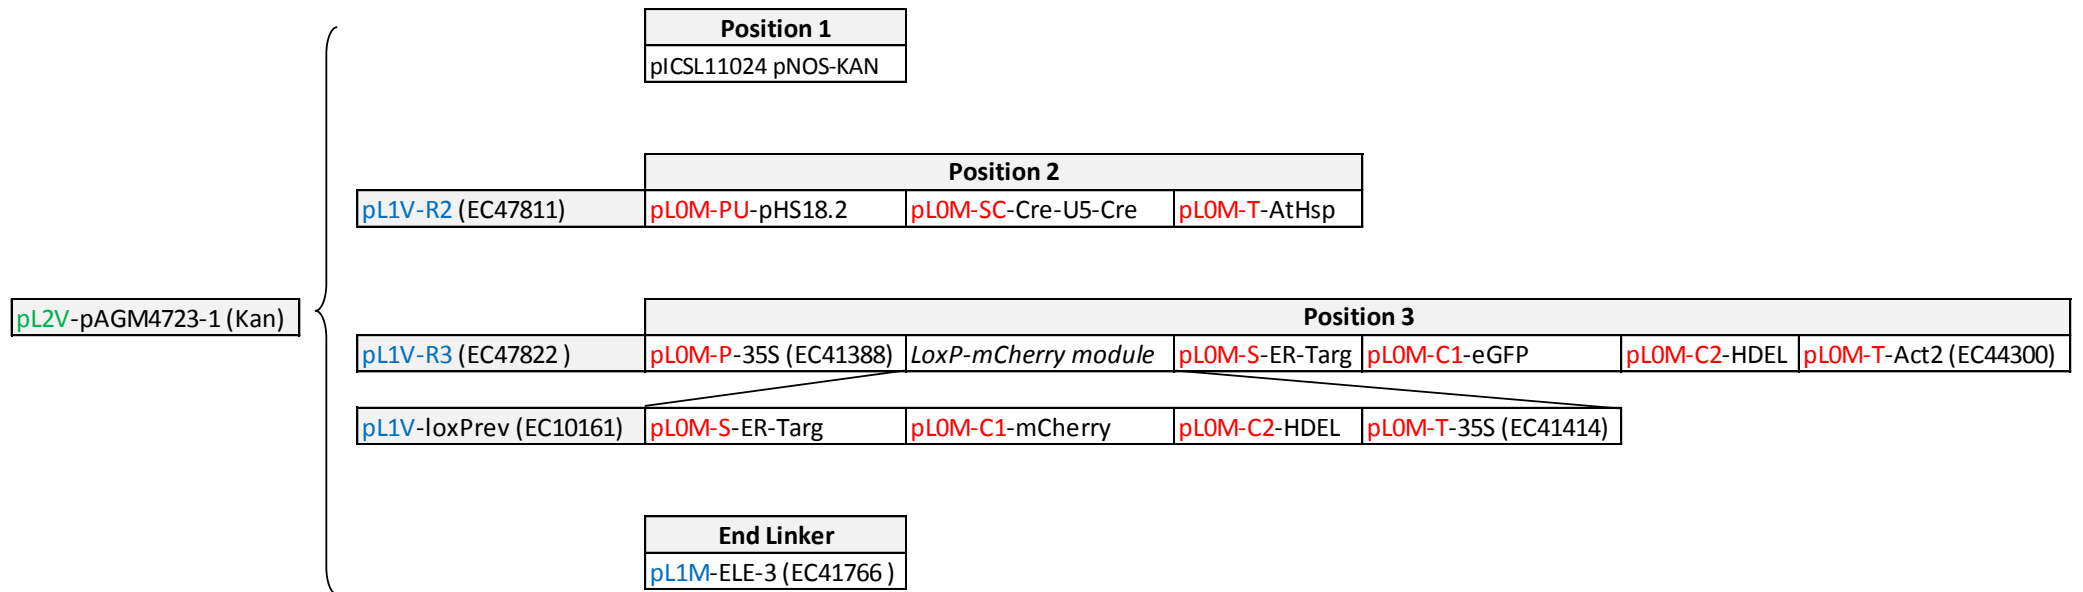 Position 1
pICSL11024 pNOS-KAN
Position 2
pL1V-R2 (EC47811) pL0M-PU-pHS18.2 pL0M-SC-Cre-U5-Cre pL0M-T-AtHsp
pL2V-pAGM4723-1 (Kan)
Position 3
pL1V-R3 (EC47822 ) pL0M-P-35S (EC41388) LoxP-mCherry module pL0M-S-ER-Targ pL0M-C1-eGFP pL0M-C2-HDEL pL0M-T-Act2 (EC44300)
pL1V-loxPrev (EC10161) pL0M-S-ER-Targ pL0M-C1-mCherry pL0M-C2-HDEL pL0M-T-35S (EC41414)
End Linker
pL1M-ELE-3 (EC41766 )